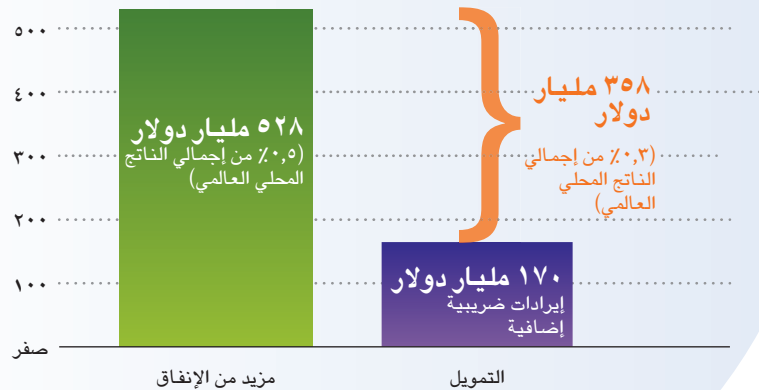 ٥٠٠
٤٠٠
٣٠٠
٢٠٠
١٠٠
صفر
٥٢٨ مليار دولار
(٠,٥٪ من إجمالي الناتج
المحلي العالمي)
مزيد من الإنفاق
٣٥٨ مليار
دولار
(٠,٣٪ من إجمالي
الناتج المحلي
العالمي)
١٧٠ مليار دولار
إيرادات ضريبية
إضافية
التمويل